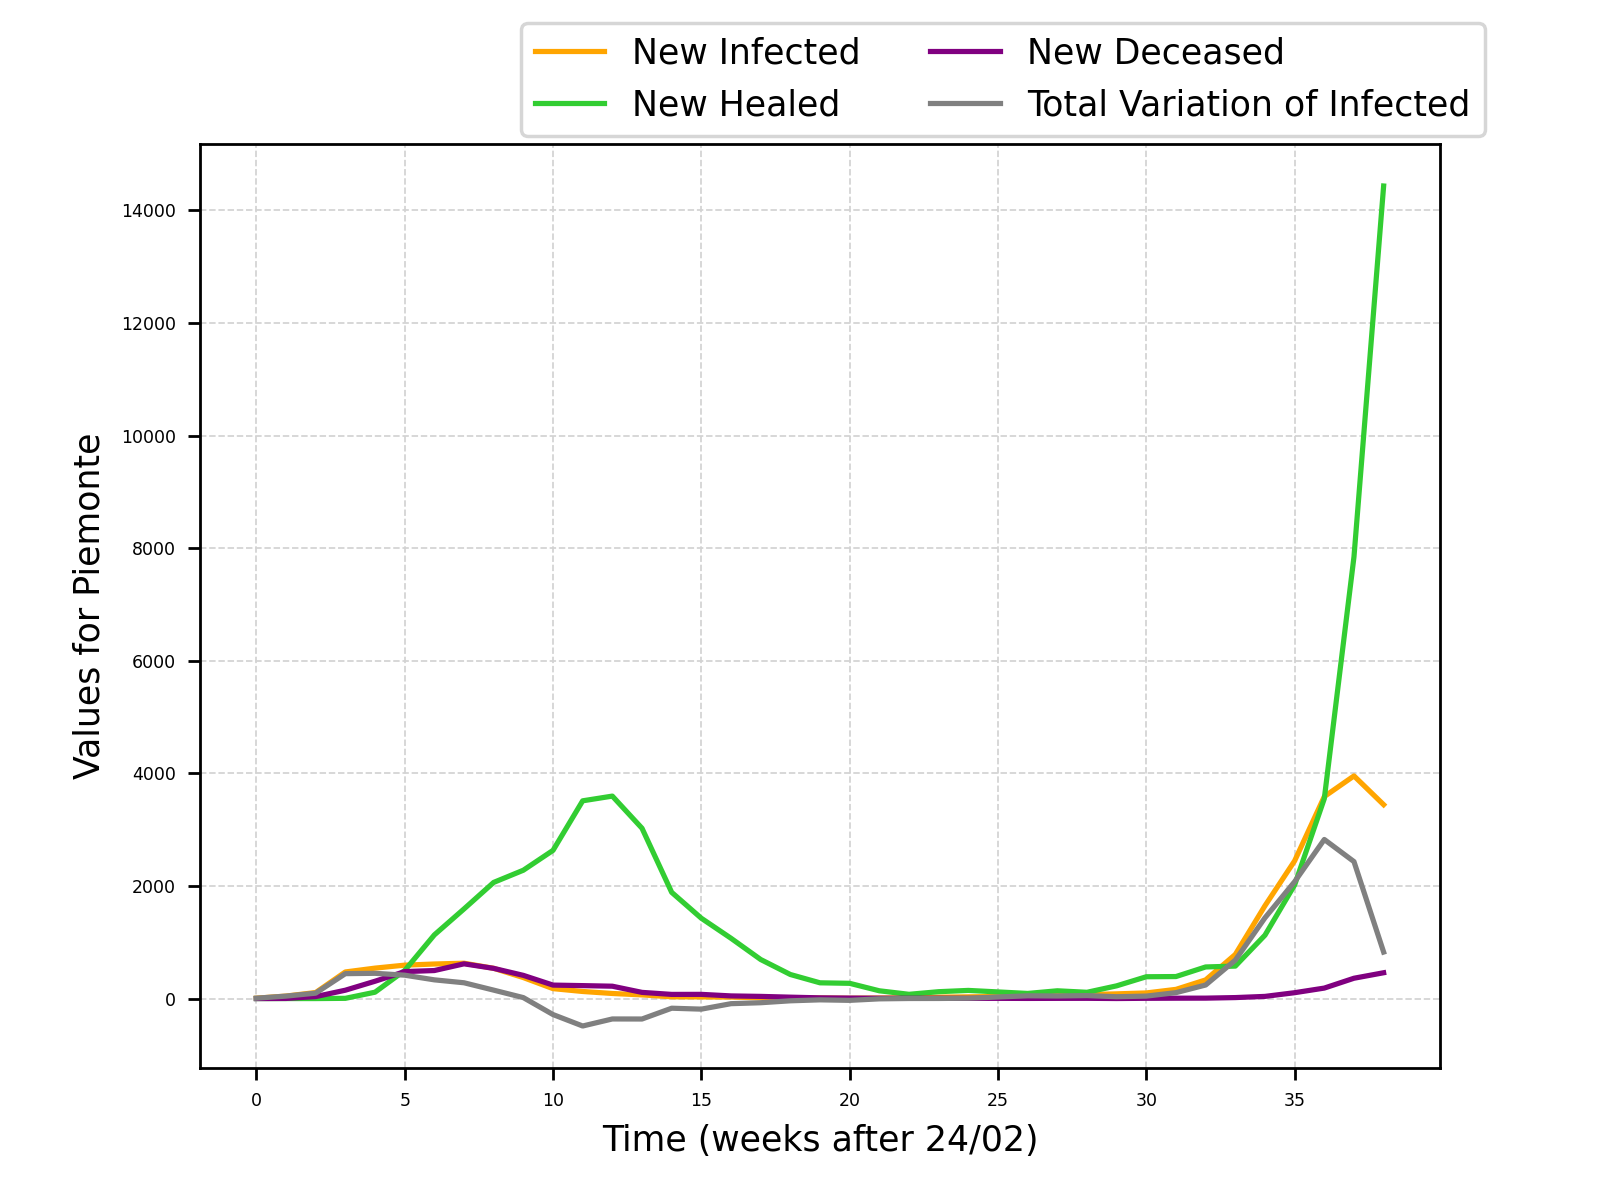 New Infected
New Healed
New Deceased
Total Variation of Infected
14000
12000
10000
8000
6000
4000
2000
0
Values for Piemonte
0 5 10 15 20 25 30 35
Time (weeks after 24/02)